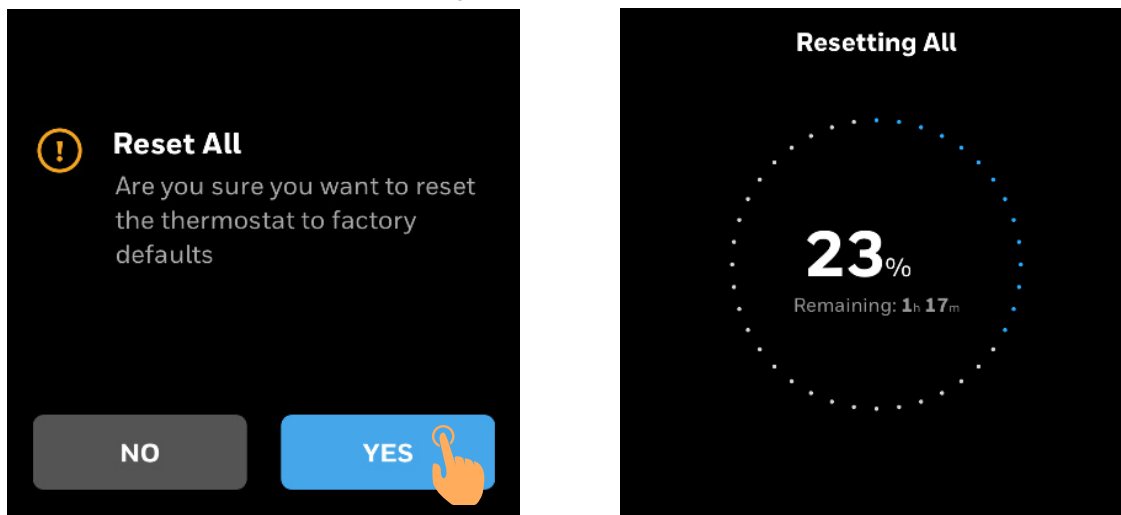 Reset All
Are you sure you want to reset
the thermostat to factory
defaults
NO
YES
Resetting All
23%
Remaining: 1h 17m